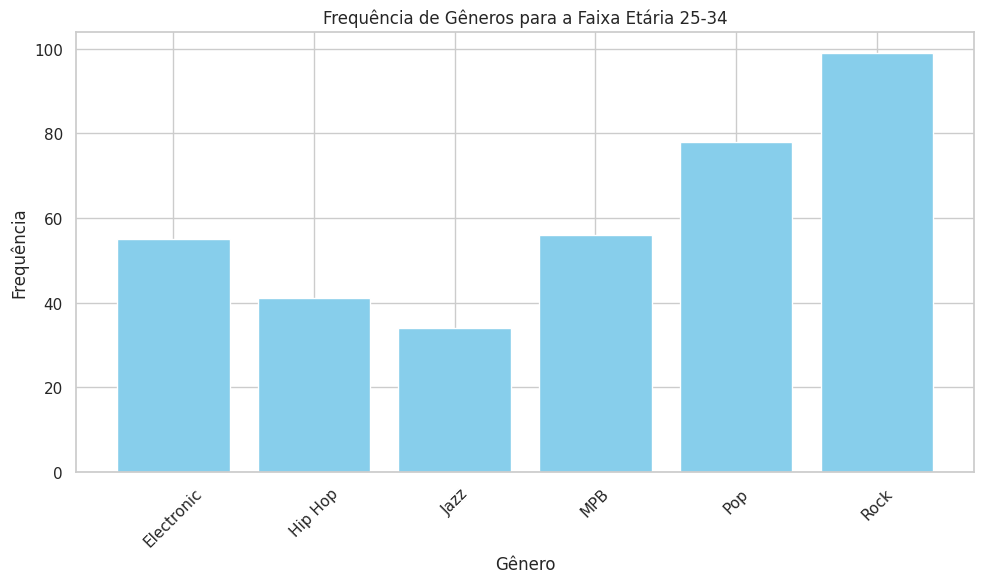 Frequência de Gêneros para a Faixa Etária 25-34
Frequência
100
80
60
40
20
0
Electronic
Hip Hop
Jazz
MPB
Pop
Rock
Gênero